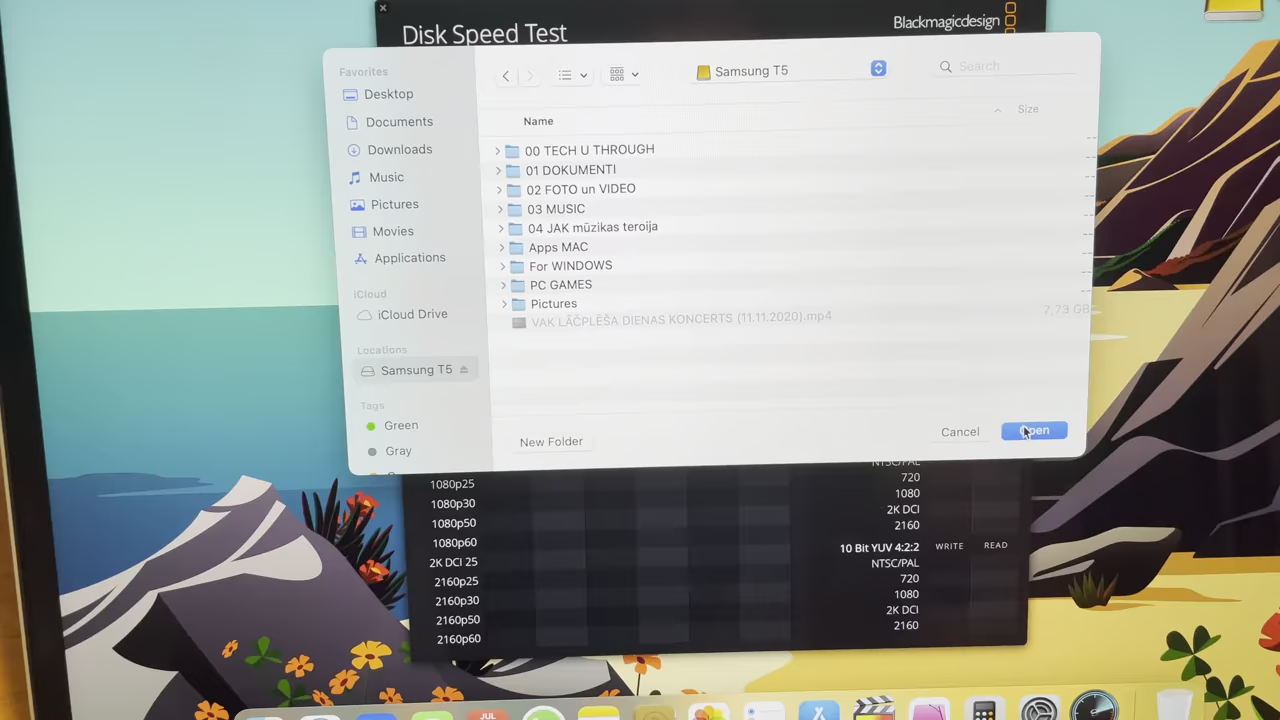 Disk Speed Test
Blackmagicdesign
Favorites
Desktop
Documents
Downloads
Music
Pictures
Movies
Applications
iCloud
iCloud Drive
Locations
Samsung T5
Tags
Green
Gray
Samsung T5
Search
Name
Size
00 TECH U THROUGH
01 DOKUMENTI
02 FOTO un VIDEO
03 MUSIC
04 JAK mūzikas teroija
Apps MAC
For WINDOWS
PC GAMES
Pictures
VAK LĀČPLĒŠA DIENAS KONCERTS (11.11.2020).mp4
7,73 GB
New Folder
Cancel
Open
1080p25
1080p30
1080p50
1080p60
2K DCI 25
2160p25
2160p30
2160p50
2160p60
NTSC/PAL
720
1080
2K DCI
2160
10 Bit YUV 4:2:2 WRITE READ
NTSC/PAL
720
1080
2K DCI
2160
JUL